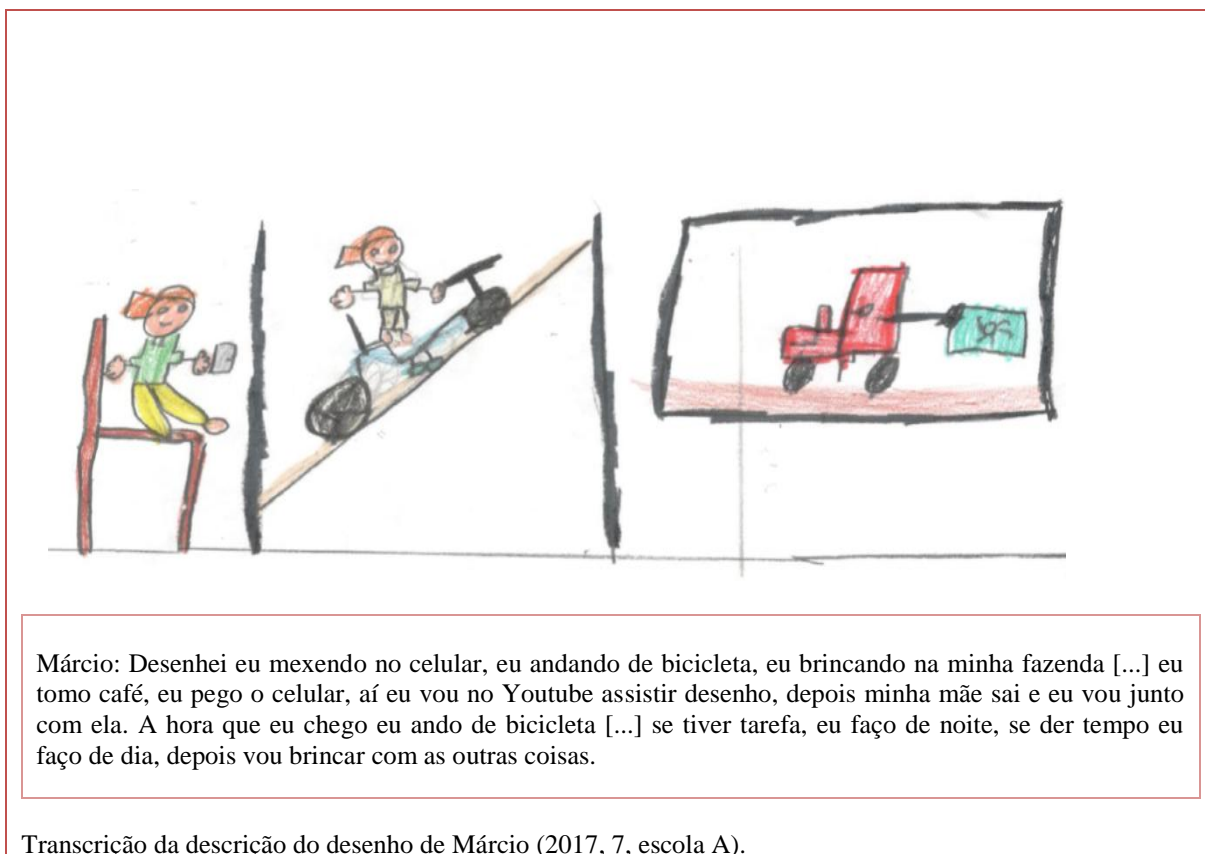 Márcio: Desenhei eu mexendo no celular, eu andando de bicicleta, eu brincando na minha fazenda [...] eu
tomo café, eu pego o celular, aí eu vou no Youtube assistir desenho, depois minha mãe sai e eu vou junto
com ela. A hora que eu chego eu ando de bicicleta [...] se tiver tarefa, eu faço de noite, se der tempo eu
faço de dia, depois vou brincar com as outras coisas.
Transcrição da descrição do desenho de Márcio (2017, 7, escola A).